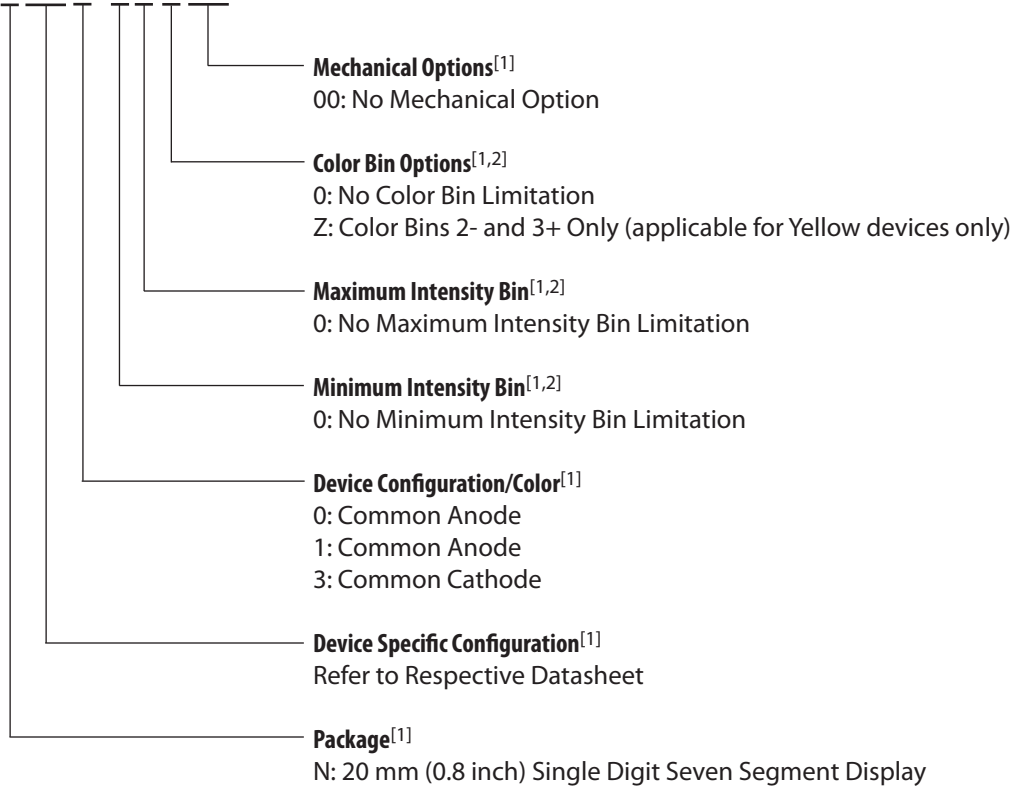 Mechanical Options[1]
00: No Mechanical Option
Color Bin Options[1,2]
0: No Color Bin Limitation
Z: Color Bins 2- and 3+ Only (applicable for Yellow devices only)
Maximum Intensity Bin[1,2]
0: No Maximum Intensity Bin Limitation
Minimum Intensity Bin[1,2]
0: No Minimum Intensity Bin Limitation
Device Configuration/Color[1]
0: Common Anode
1: Common Anode
3: Common Cathode
Device Specific Configuration[1]
Refer to Respective Datasheet
Package[1]
N: 20 mm (0.8 inch) Single Digit Seven Segment Display